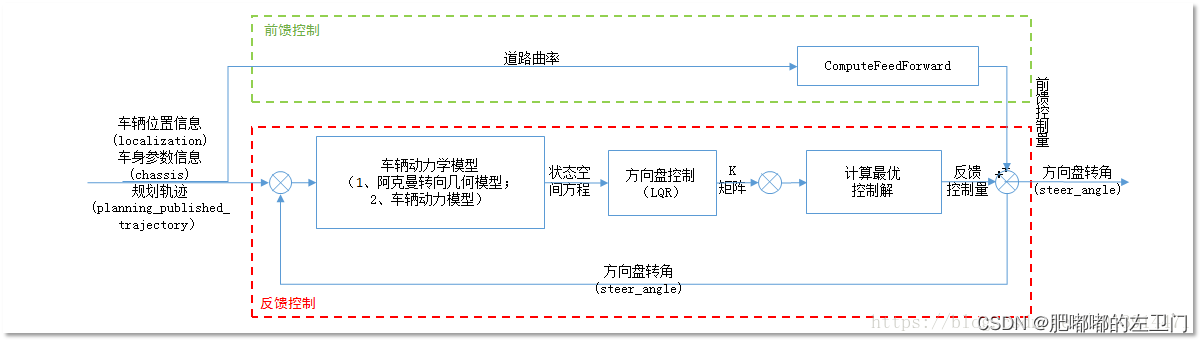 前馈控制
道路曲率
ComputeFeedForward
前馈控制量
车辆位置信息
(localization)
车身参数信息
(chassis)
规划轨迹
(planning_published_
trajectory)
车辆动力学模型
(1、阿克曼转向几何模型;
2、车辆动力模型)
状态空
间方程
方向盘控制
(LQR)
K
矩阵
计算最优
控制解
反馈
控制量
+
+
方向盘转角
(steer_angle)
方向盘转角
(steer_angle)
反馈控制
CSDN @肥嘟嘟的左卫门